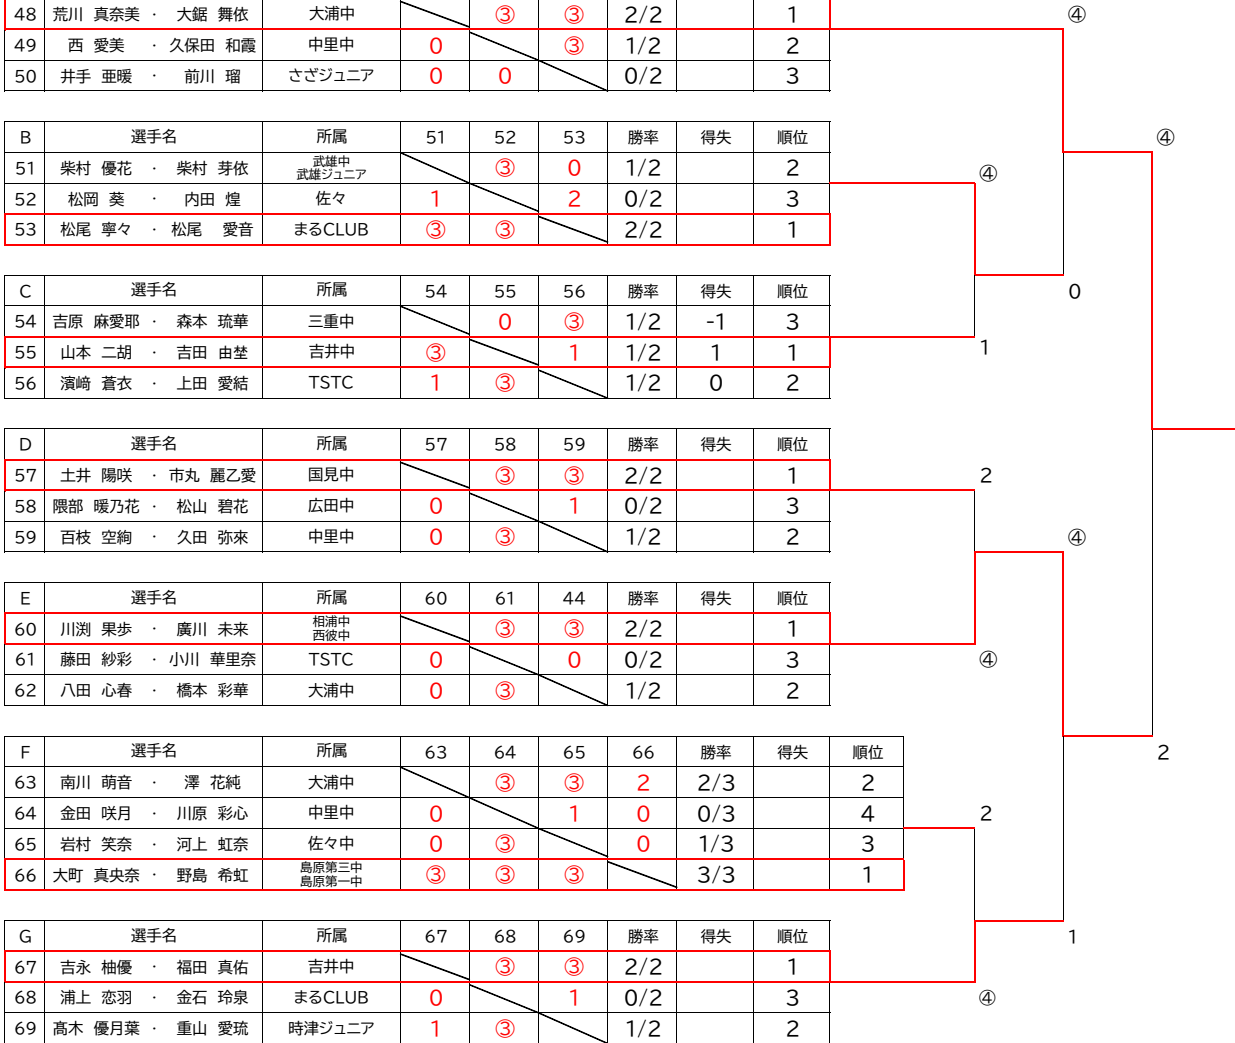 48 荒川 真奈美 ・ 大鋸 舞依 大浦中 ③ ③ 2/2 1 ④
49 西 愛美 ・ 久保田 和霞 中里中 0 ③ 1/2 2
50 井手 亜暖 ・ 前川 瑠 さざジュニア 0 0 0/2 3
B 選手名 所属 51 52 53 勝率 得失 順位 ④
51 柴村 優花 ・ 柴村 芽依 武雄中 武雄ジュニア ③ 0 1/2 2 ④
52 松岡 葵 ・ 内田 煌 佐々 1 2 0/2 3
53 松尾 寧々 ・ 松尾 愛音 まるCLUB ③ ③ 2/2 1
C 選手名 所属 54 55 56 勝率 得失 順位 0
54 吉原 麻愛耶 ・ 森本 琉華 三重中 0 ③ 1/2 -1 3
55 山本 二胡 ・ 吉田 由埜 吉井中 ③ 1 1/2 1 1 1
56 濱﨑 蒼衣 ・ 上田 愛結 TSTC 1 ③ 1/2 0 2
D 選手名 所属 57 58 59 勝率 得失 順位
57 土井 陽咲 ・ 市丸 麗乙愛 国見中 ③ ③ 2/2 1 2
58 隈部 暖乃花 ・ 松山 碧花 広田中 0 1 0/2 3
59 百枝 空絢 ・ 久田 弥來 中里中 0 ③ 1/2 2 ④
E 選手名 所属 60 61 44 勝率 得失 順位
60 川渕 果歩 ・ 廣川 未来 相浦中 西彼中 ③ ③ 2/2 1
61 藤田 紗彩 ・ 小川 華里奈 TSTC 0 0 0/2 3 ④
62 八田 心春 ・ 橋本 彩華 大浦中 0 ③ 1/2 2
F 選手名 所属 63 64 65 66 勝率 得失 順位 2
63 南川 萌音 ・ 澤 花純 大浦中 ③ ③ 2 2/3 2
64 金田 咲月 ・ 川原 彩心 中里中 0 1 0 0/3 4 2
65 岩村 笑奈 ・ 河上 虹奈 佐々中 0 ③ 0 1/3 3
66 大町 真央奈 ・ 野島 希虹 島原第三中 島原第一中 ③ ③ ③ 3/3 1
G 選手名 所属 67 68 69 勝率 得失 順位 1
67 吉永 柚優 ・ 福田 真佑 吉井中 ③ ③ 2/2 1
68 浦上 恋羽 ・ 金石 玲泉 まるCLUB 0 1 0/2 3 ④
69 髙木 優月葉 ・ 重山 愛琉 時津ジュニア 1 ③ 1/2 2